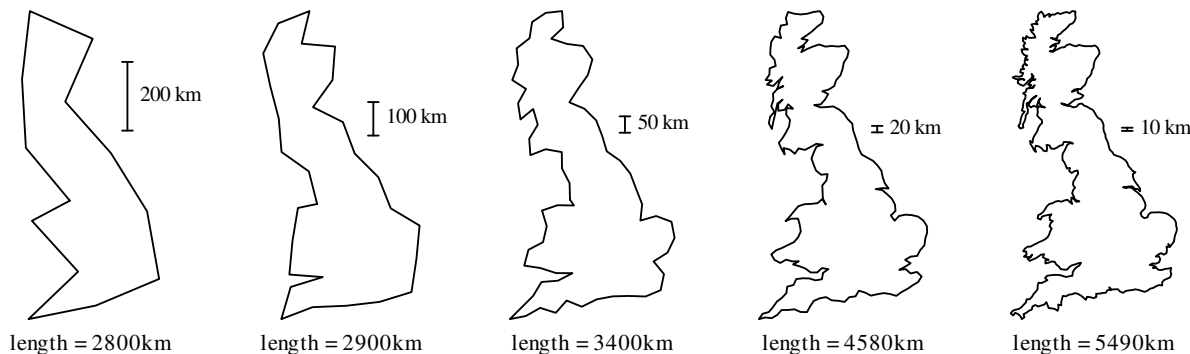 200 km
100 km
50 km
20 km
10 km
length = 2800km
length = 2900km
length = 3400km
length = 4580km
length = 5490km